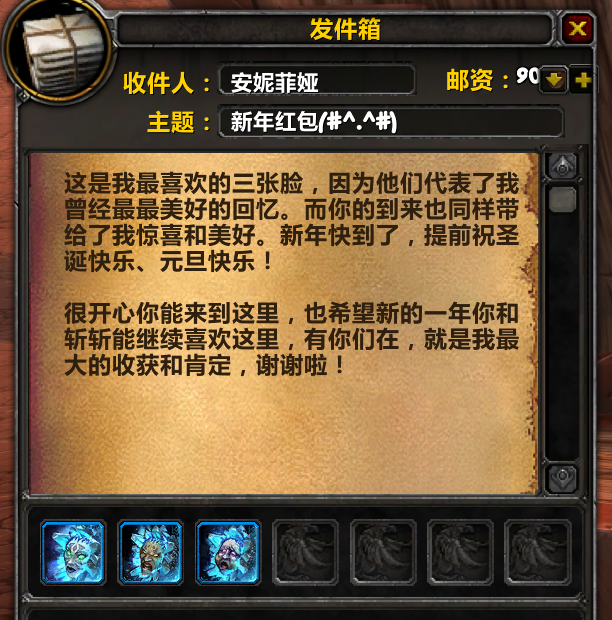 发件箱
收件人：安妮菲娅 邮资：90
主题：新年红包(#^.^#)
这是我最喜欢的三张脸，因为他们代表了我
曾经最最美好的回忆。而你的到来也同样带
给了我惊喜和美好。新年快到了，提前祝圣
诞快乐、元旦快乐！
很开心你能来到这里，也希望新的一年你和
斩斩能继续喜欢这里，有你们在，就是我最
大的收获和肯定，谢谢啦！